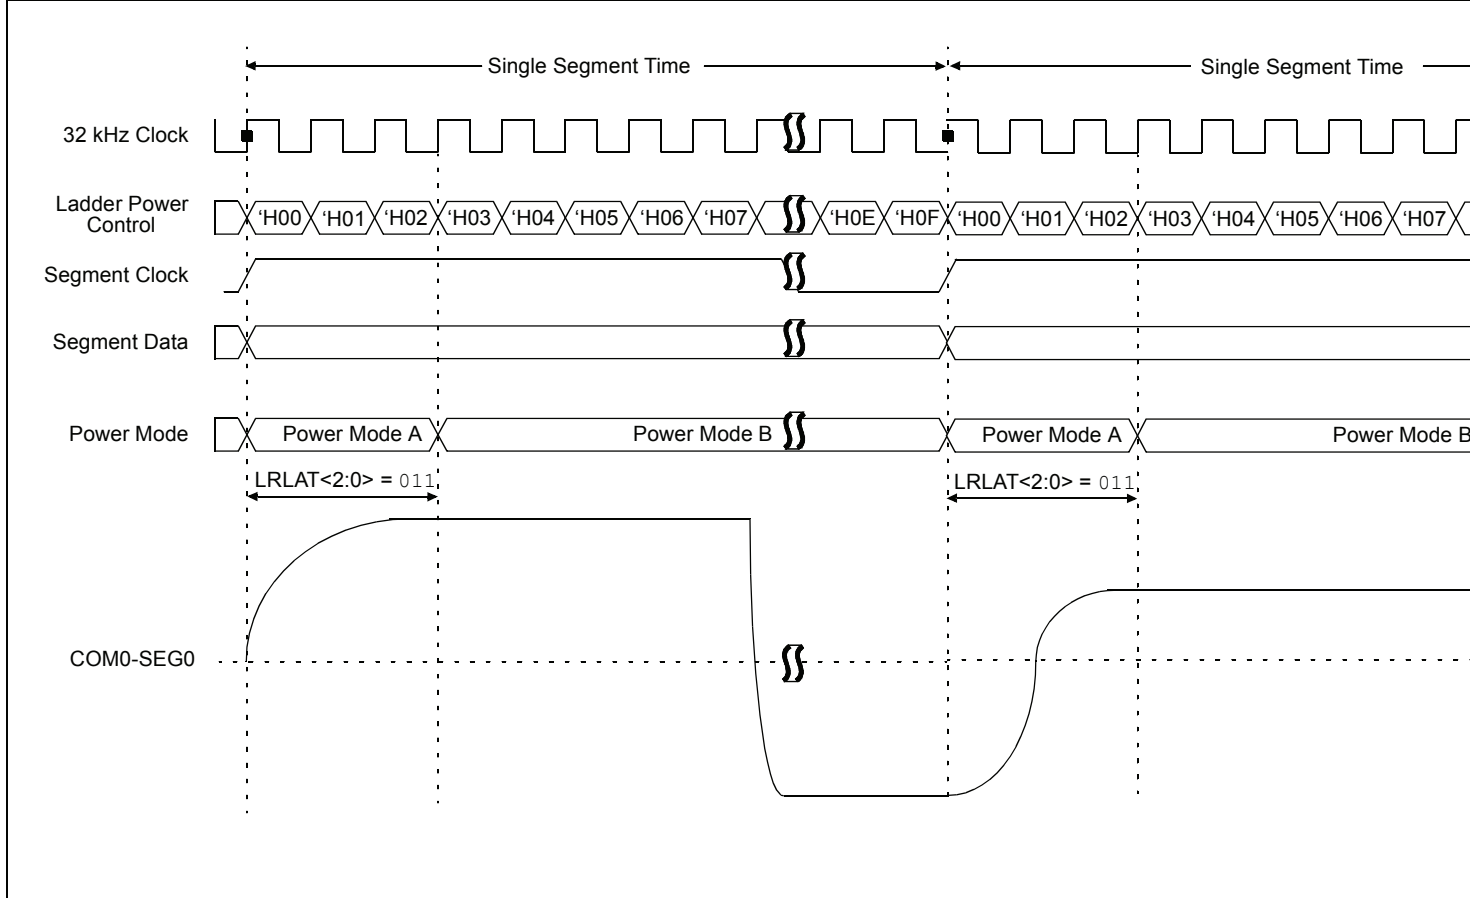 Single Segment Time Single Segment Time
32 kHz Clock
Ladder Power
Control
‘H00 ‘H01 ‘H02 ‘H03 ‘H04 ‘H05 ‘H06 ‘H07 ‘H0E ‘H0F ‘H00 ‘H01 ‘H02 ‘H03 ‘H04 ‘H05 ‘H06 ‘H07
Segment Clock
Segment Data
Power Mode Power Mode A Power Mode B Power Mode A Power Mode B
LRLAT<2:0> = 011 LRLAT<2:0> = 011
COM0-SEG0